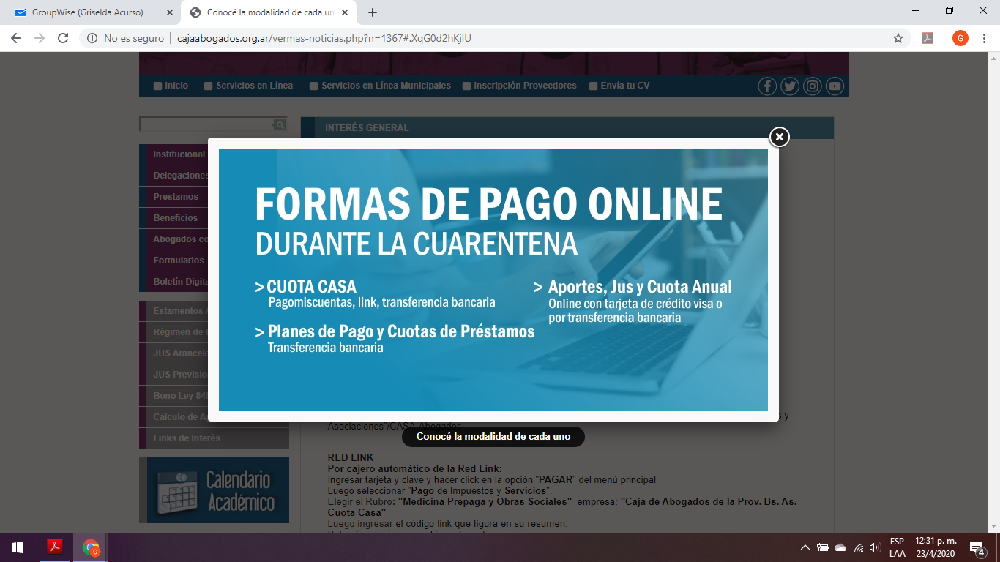 GroupWise (Griselda Acurso)
Conocé la modalidad de cada un
No es seguro
cajaabogados.org.ar/vermas-noticias.php?n=1367#.XqG0d2hKjIU
G
Inicio
Servicios en Línea
Servicios en Línea Municipales
Inscripción Proveedores
Envía tu CV
INTERÉS GENERAL
Institucional
Delegaciones
Prestamos
Beneficios
Abogados co
Formularios
Boletín Digita
Estamentos A
Régimen de
JUS Arancela
JUS Prevision
Bono Ley 848
Cálculo de A
Links de Interés
Calendario
Académico
FORMAS DE PAGO ONLINE
DURANTE LA CUARENTENA
> CUOTA CASA
Pagomiscuentas, link, transferencia bancaria
> Planes de Pago y Cuotas de Préstamos
Transferencia bancaria
> Aportes, Jus y Cuota Anual
Online con tarjeta de crédito visa o
por transferencia bancaria
s y
Asociaciones"/CASA-Abogados
Conocé la modalidad de cada uno
RED LINK
Por cajero automático de la Red Link:
Ingresar tarjeta y clave y hacer click en la opción "PAGAR" del menú principal.
Luego seleccionar "Pago de Impuestos y Servicios".
Elegir el Rubro: "Medicina Prepaga y Obras Sociales" empresa: "Caja de Abogados de la Prov. Bs. As.-
Cuota Casa"
Luego ingresar el código link que figura en su resumen.
G
ESP
LAA
12:31 p. m.
23/4/2020
4